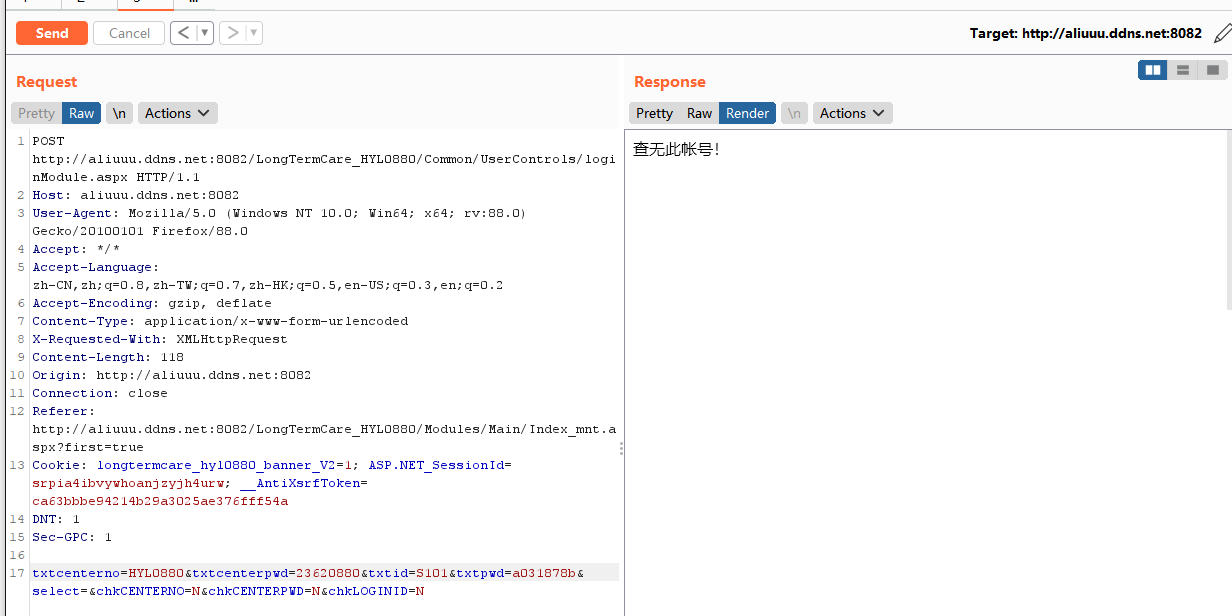 Send
Cancel
Target: http://aliuuu.ddns.net:8082
Request
Response
Pretty
Raw
\n
Actions
Pretty
Raw
Render
\n
Actions
1 POST
http://aliuuu.ddns.net:8082/LongTermCare_HYL0880/Common/UserControls/logi
nModule.aspx HTTP/1.1
2 Host: aliuuu.ddns.net:8082
3 User-Agent: Mozilla/5.0 (Windows NT 10.0; Win64; x64; rv:88.0)
Gecko/20100101 Firefox/88.0
4 Accept: */*
5 Accept-Language:
zh-CN,zh;q=0.8,zh-TW;q=0.7,zh-HK;q=0.5,en-US;q=0.3,en;q=0.2
6 Accept-Encoding: gzip, deflate
7 Content-Type: application/x-www-form-urlencoded
8 X-Requested-With: XMLHttpRequest
9 Content-Length: 118
10 Origin: http://aliuuu.ddns.net:8082
11 Connection: close
12 Referer:
http://aliuuu.ddns.net:8082/LongTermCare_HYL0880/Modules/Main/Index_mnt.a
spx?first=true
13 Cookie: longtermcare_hyl0880_banner_V2=1; ASP.NET_SessionId=
srpia4ibvywhoanjzyjh4urw; __AntiXsrfToken=
ca63bbbe94214b29a3025ae376fff54a
14 DNT: 1
15 Sec-GPC: 1
16
17 txtcenterno=HYL0880&txtcenterpwd=23620880&txtid=S101&txtpwd=a031878b&
select=&chkCENTERNO=N&chkCENTERPWD=N&chkLOGINID=N
查无此帐号!